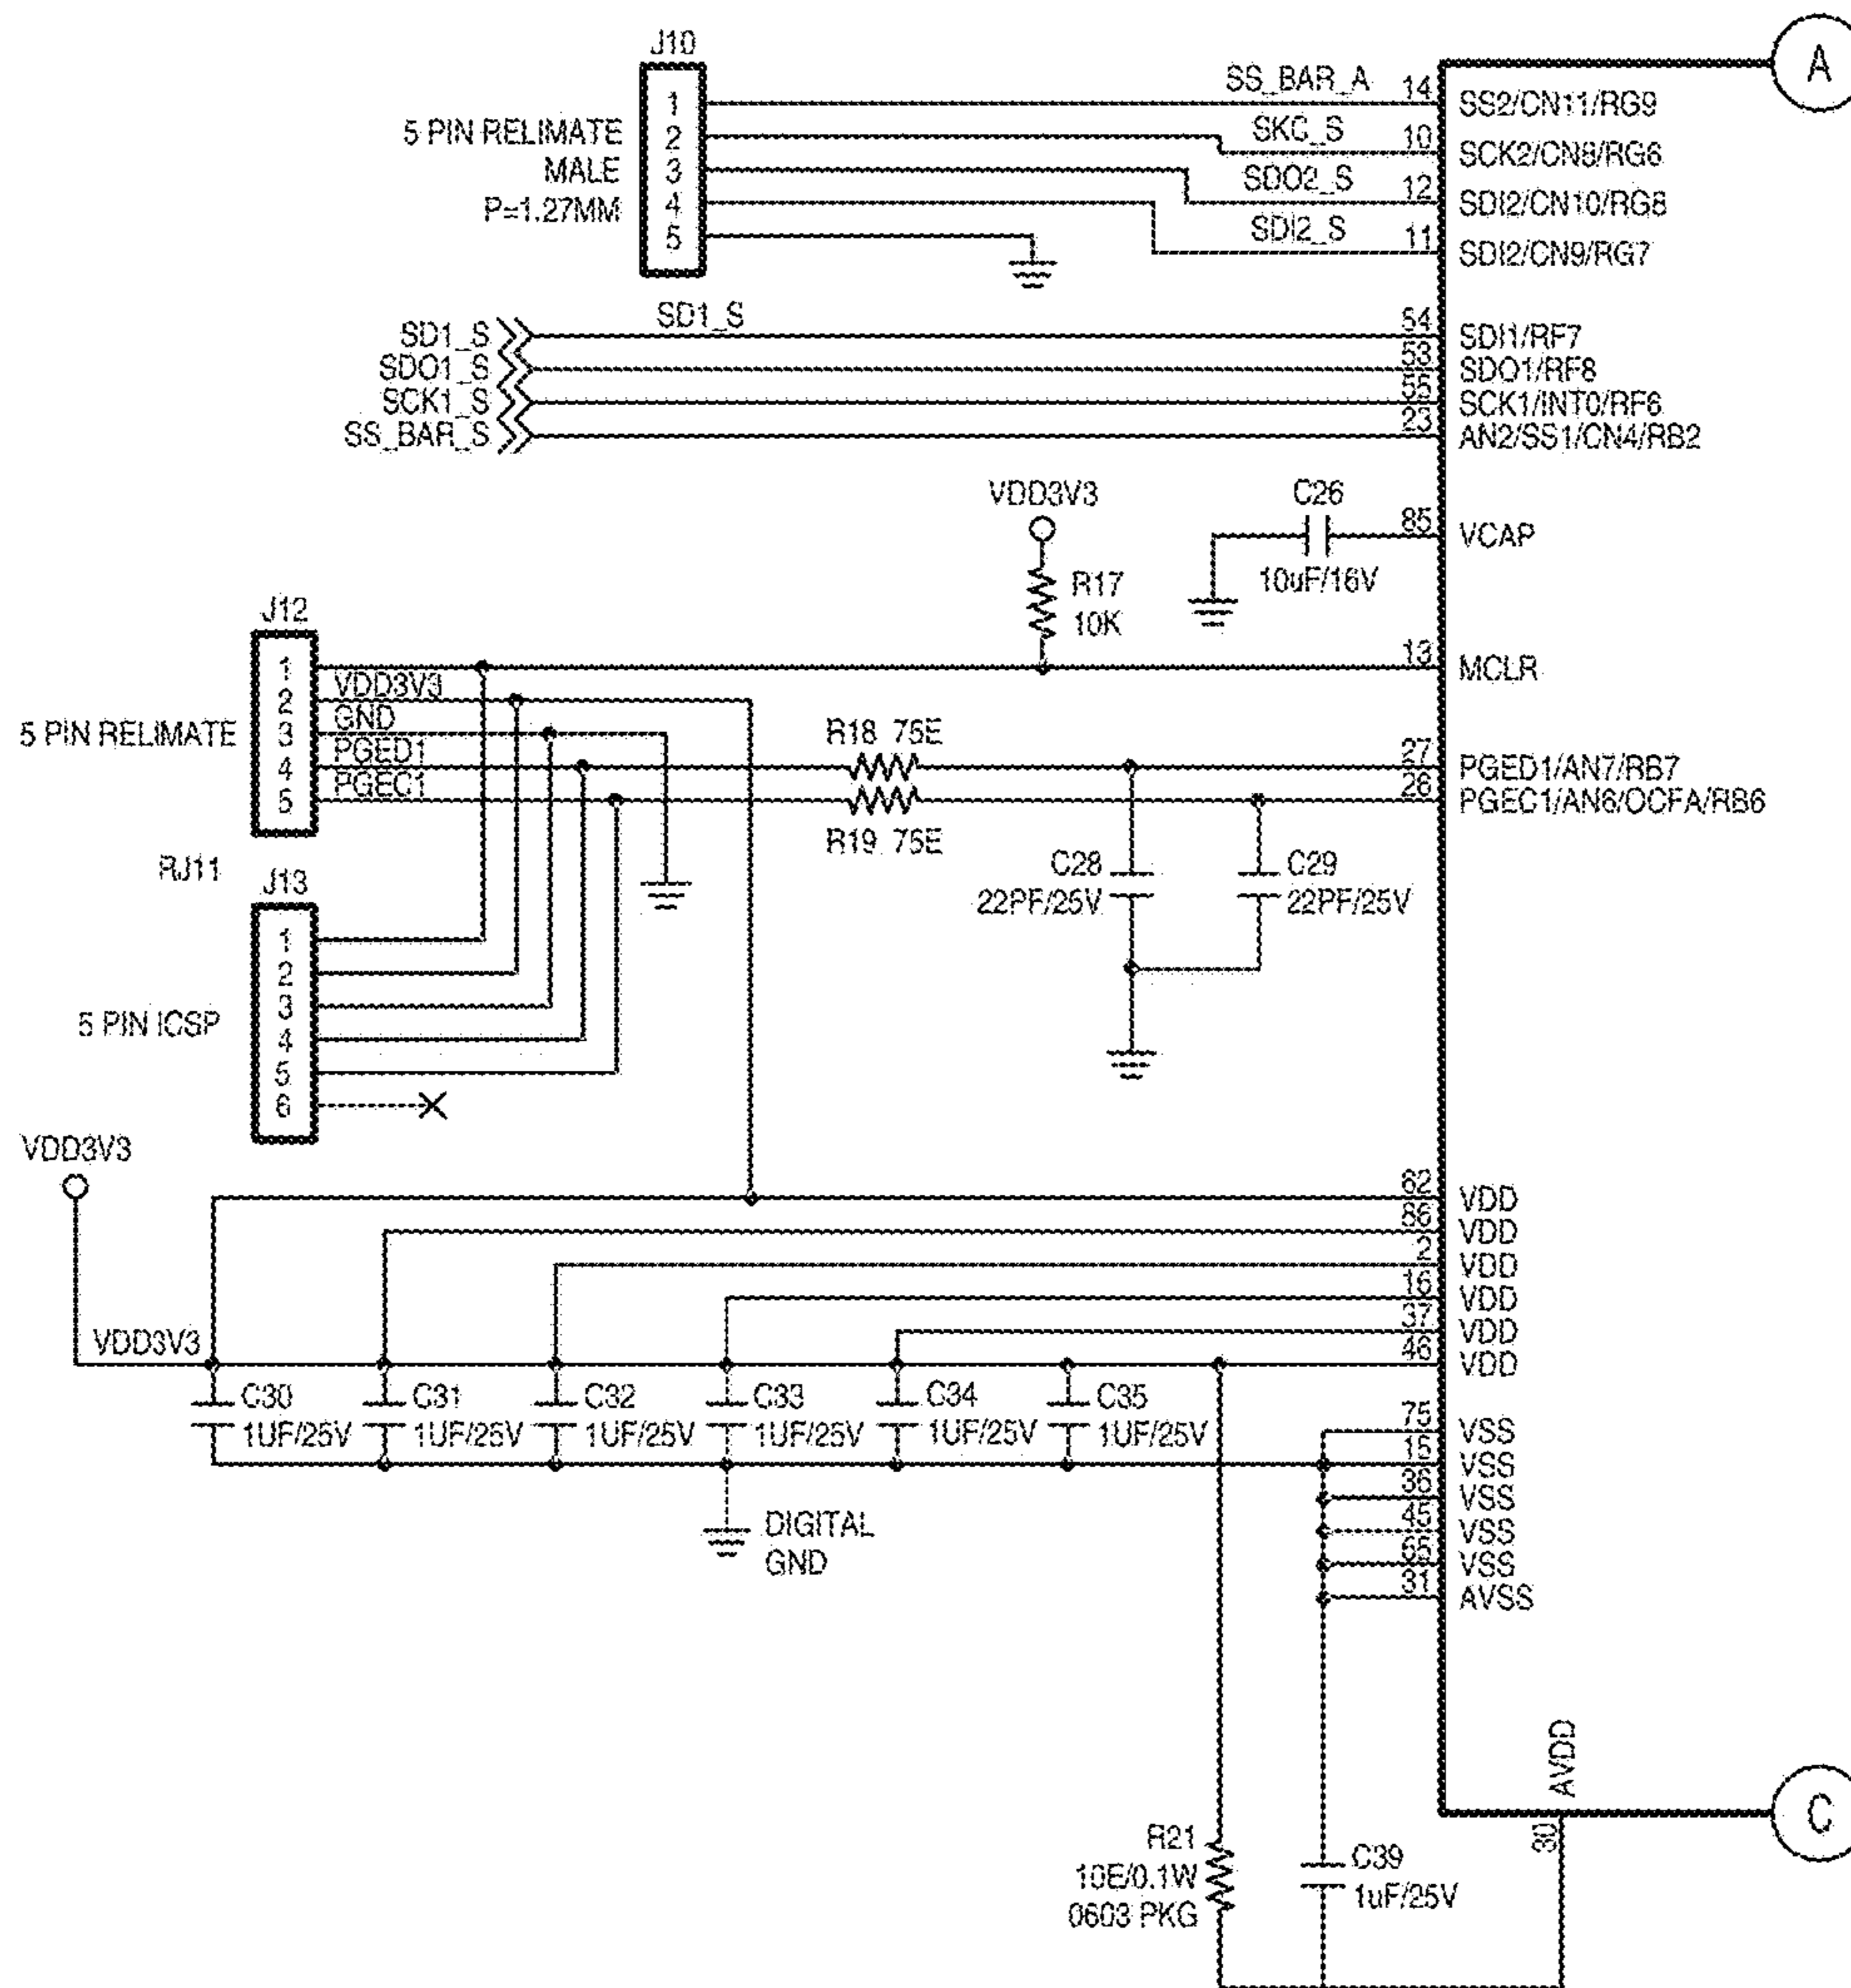 J10
5 PIN RELIMATE
MALE
P=1.27MM
1
2
3
4
5
SS_BAR_A
SKC_S
SDO2_S
SDI2_S
14
10
12
11
SS2/CN11/RG9
SCK2/CN8/RG6
SDI2/CN10/RG8
SDI2/CN9/RG7
A
SD1_S
SDO1_S
SCK1_S
SS_BAR_S
SD1_S
54
53
55
23
SDI1/RF7
SDO1/RF8
SCK1/INT0/RF6
AN2/SS1/CN4/RB2
VDD3V3
R17
10K
C26
10uF/16V
85
VCAP
13
MCLR
J12
5 PIN RELIMATE
1
2
3
4
5
VDD3V3
GND
PGED1
PGEC1
R18 75E
R19 75E
27
26
PGED1/AN7/RB7
PGEC1/AN6/OCFA/RB6
C28
22PF/25V
C29
22PF/25V
RJ11
J13
5 PIN ICSP
1
2
3
4
5
6
VDD3V3
VDD3V3
62
86
2
16
37
46
VDD
VDD
VDD
VDD
VDD
VDD
C30
1UF/25V
C31
1UF/25V
C32
1UF/25V
C33
1UF/25V
C34
1UF/25V
C35
1UF/25V
DIGITAL
GND
75
15
36
45
65
31
VSS
VSS
VSS
VSS
VSS
AVSS
AVDD
30
C
R21
10E/0.1W
0603 PKG
C39
1uF/25V